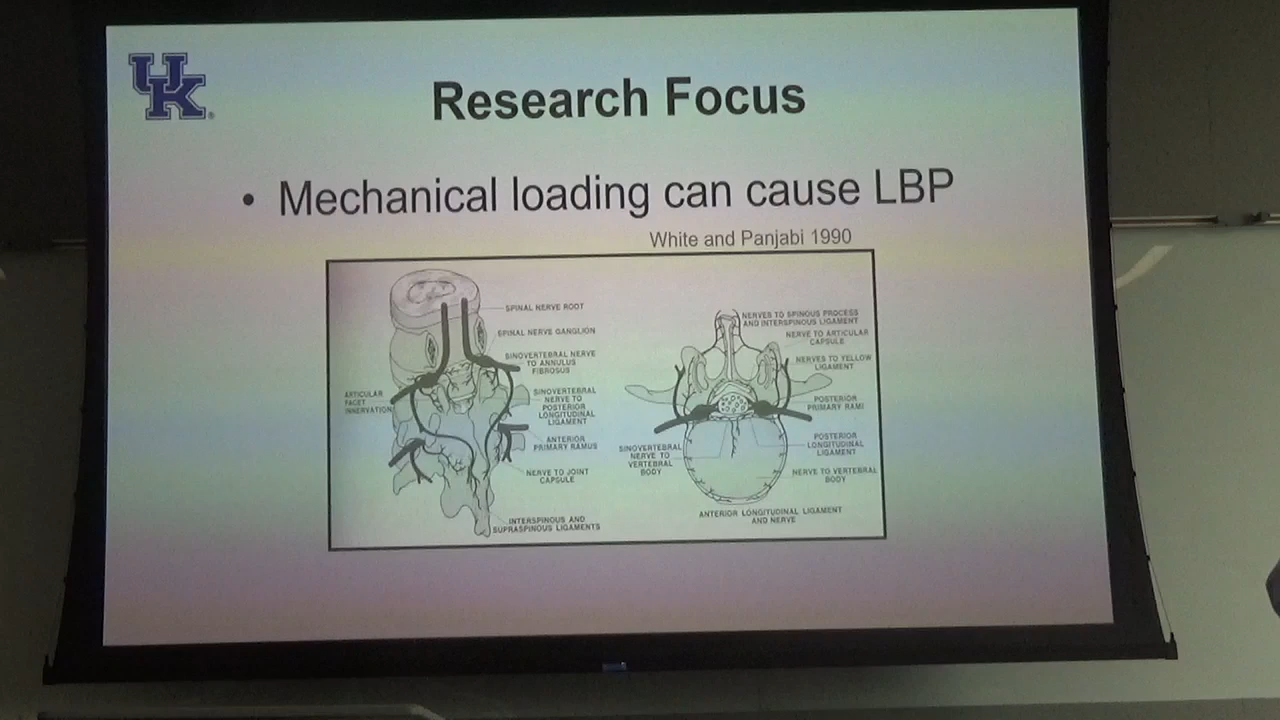 UK
Research Focus
• Mechanical loading can cause LBP
White and Panjabi 1990
SPINAL NERVE ROOT
SPINAL NERVE GANGLION
SINOVERTEBRAL NERVE
TO ANNULUS
FIBROSUS
ARTICULAR
FACET
INNERVATION
SINOVERTEBRAL
NERVE TO
POSTERIOR
LONGITUDINAL
LIGAMENT
ANTERIOR
PRIMARY RAMUS
NERVE TO JOINT
CAPSULE
INTERSPINOUS AND
SUPRASPINOUS LIGAMENTS
NERVES TO SPINOUS PROCESS
AND INTERSPINOUS LIGAMENT
NERVE TO ARTICULAR
CAPSULE
NERVES TO YELLOW
LIGAMENT
POSTERIOR
PRIMARY RAMI
SINOVERTEBRAL
NERVE TO
VERTEBRAL
BODY
POSTERIOR
LONGITUDINAL
LIGAMENT
NERVE TO VERTEBRAL
BODY
ANTERIOR LONGITUDINAL LIGAMENT
AND NERVE